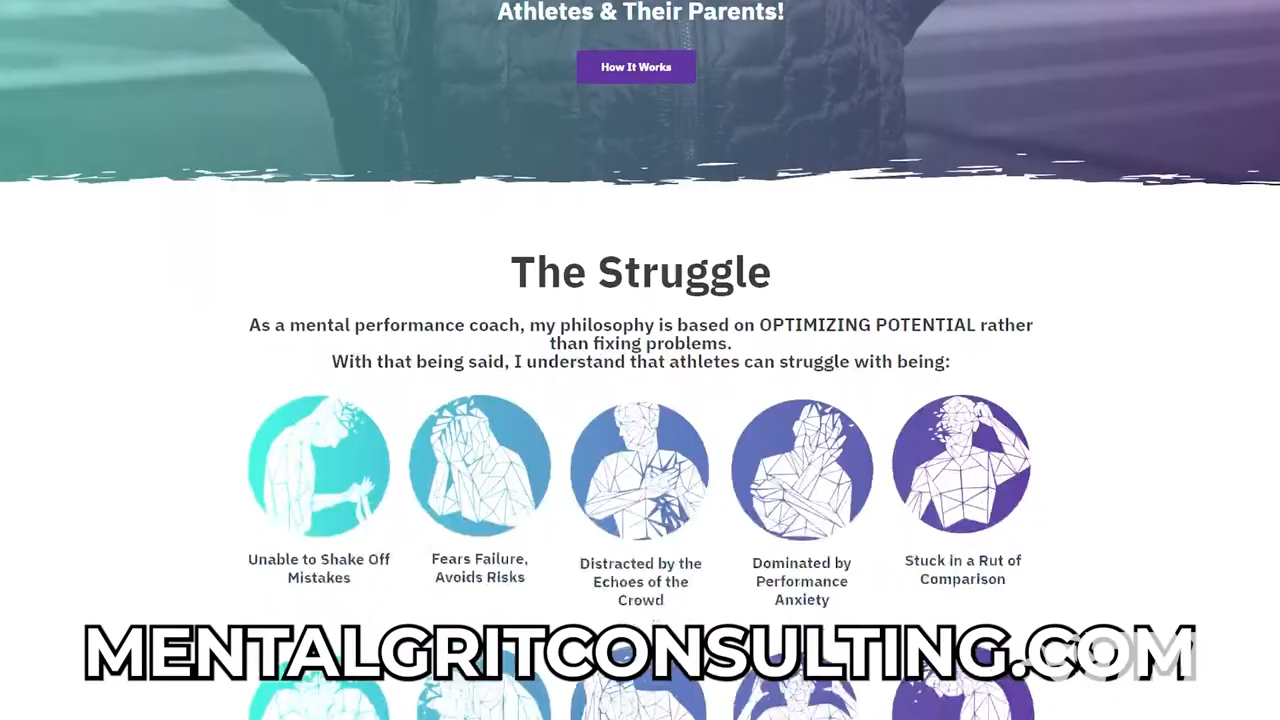 Athletes & Their Parents!
How It Works
The Struggle
As a mental performance coach, my philosophy is based on OPTIMIZING POTENTIAL rather
than fixing problems.
With that being said, I understand that athletes can struggle with being:
Unable to Shake Off
Mistakes
Fears Failure,
Avoids Risks
Distracted by the
Echoes of the
Crowd
Dominated by
Performance
Anxiety
Stuck in a Rut of
Comparison
MENTALGRITCONSULTING.COM